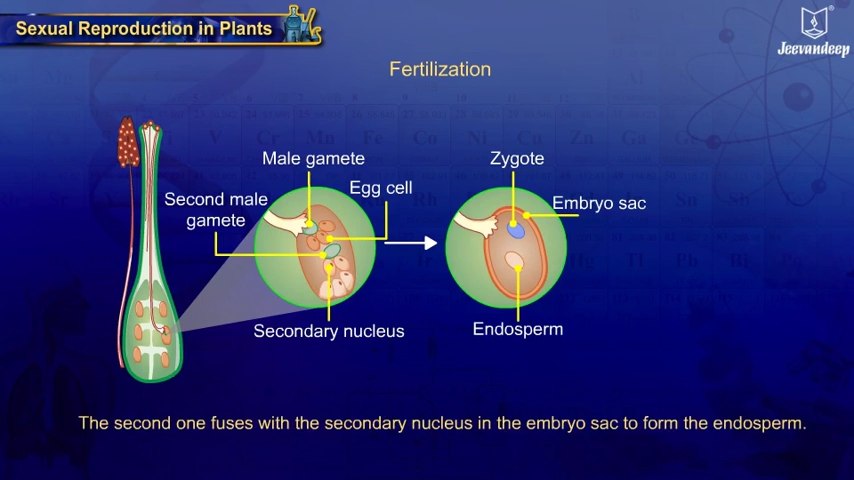 Sexual Reproduction in Plants
Jeevandeep
Fertilization
Male gamete
Zygote
Egg cell
Second male
gamete
Embryo sac
Secondary nucleus
Endosperm
The second one fuses with the secondary nucleus in the embryo sac to form the endosperm.